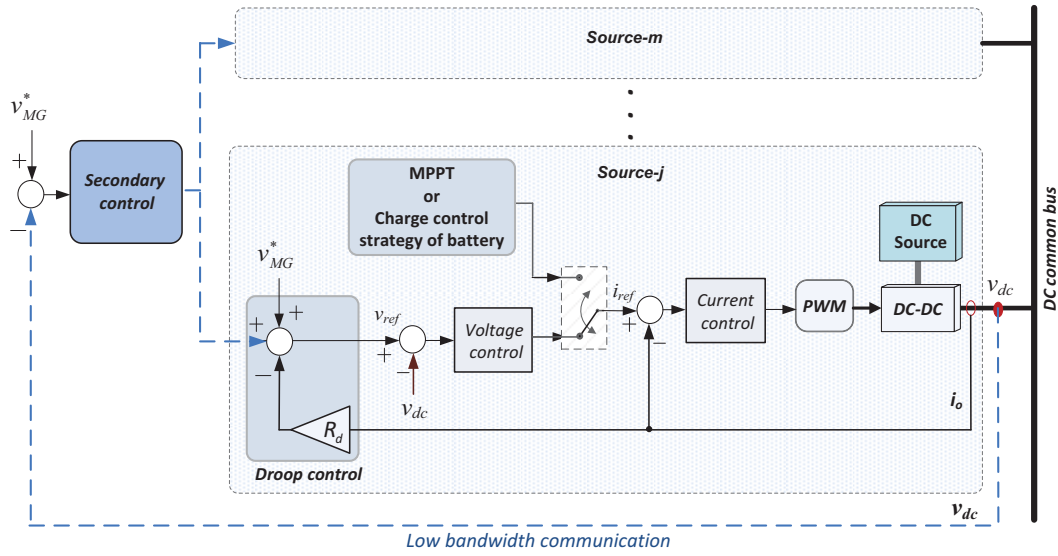 Source-m
v*MG
+
−
Secondary
control
Source-j
MPPT
or
Charge control
strategy of battery
DC
Source
DC common bus
v*MG
+
+
+
−
vref
+
−
vdc
Voltage
control
iref
+
−
Current
control
PWM
DC-DC
vdc
io
Rd
Droop control
vdc
Low bandwidth communication